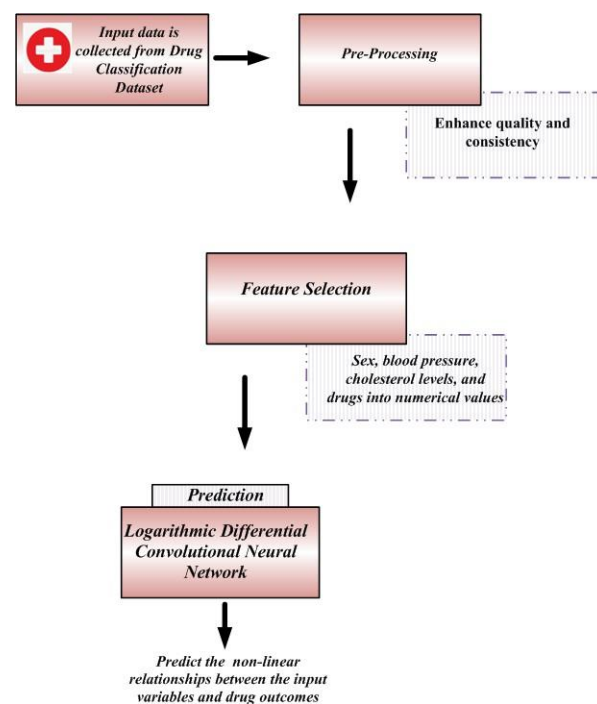 Input data is
collected from Drug
Classification
Dataset
Pre-Processing
Enhance quality and
consistency
Feature Selection
Sex, blood pressure,
cholesterol levels, and
drugs into numerical values
Prediction
Logarithmic Differential
Convolutional Neural
Network
Predict the non-linear
relationships between the input
variables and drug outcomes